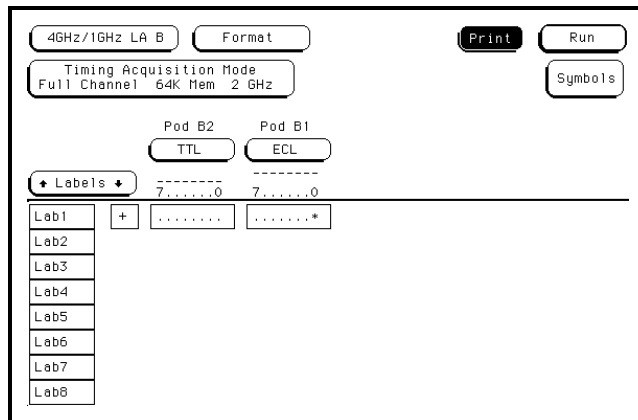 4GHz/1GHz LA B Format Print Run
Timing Acquisition Mode
Full Channel 64K Mem 2 GHz
Symbols
Pod B2 Pod B1
TTL ECL
-------- --------
↑ Labels ↓ 7......0 7......0
Lab1 + ........ .......*
Lab2
Lab3
Lab4
Lab5
Lab6
Lab7
Lab8